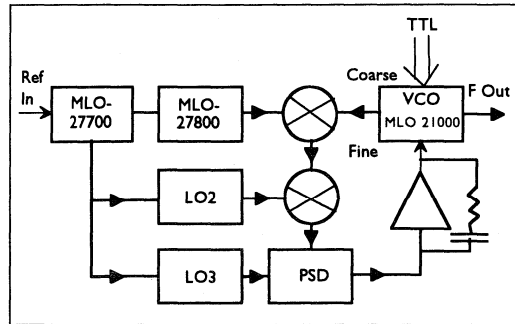 TTL
Ref
In
Coarse
F Out
MLO-
27700
MLO-
27800
VCO
MLO 21000
Fine
LO2
LO3
PSD